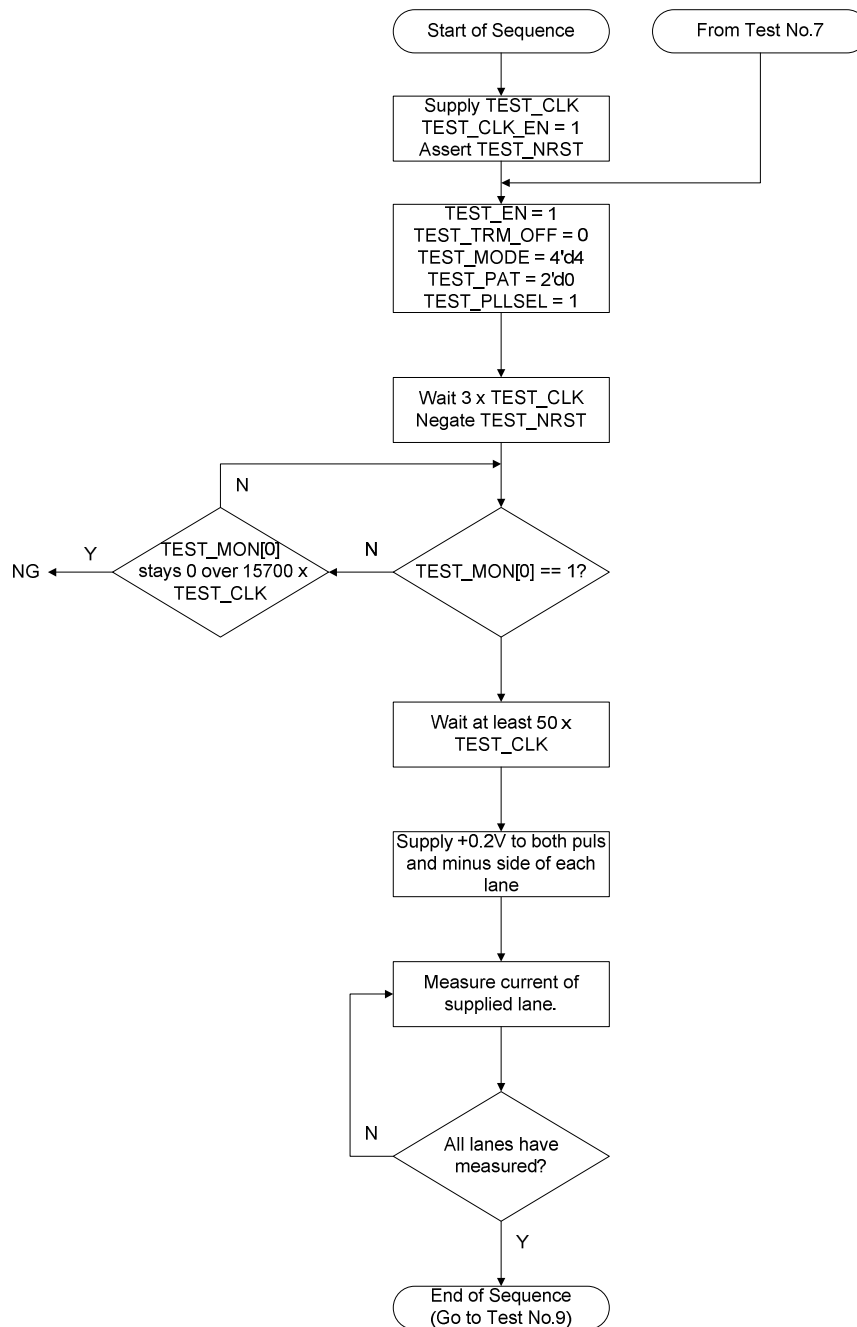 Start of Sequence
From Test No.7
Supply TEST_CLK
TEST_CLK_EN = 1
Assert TEST_NRST
TEST_EN = 1
TEST_TRM_OFF = 0
TEST_MODE = 4'd4
TEST_PAT = 2'd0
TEST_PLLSEL = 1
Wait 3 x TEST_CLK
Negate TEST_NRST
N
TEST_MON[0]
stays 0 over 15700 x
TEST_CLK
Y
NG
N
TEST_MON[0] == 1?
Wait at least 50 x
TEST_CLK
Supply +0.2V to both puls
and minus side of each
lane
Measure current of
supplied lane.
N
All lanes have
measured?
Y
End of Sequence
(Go to Test No.9)